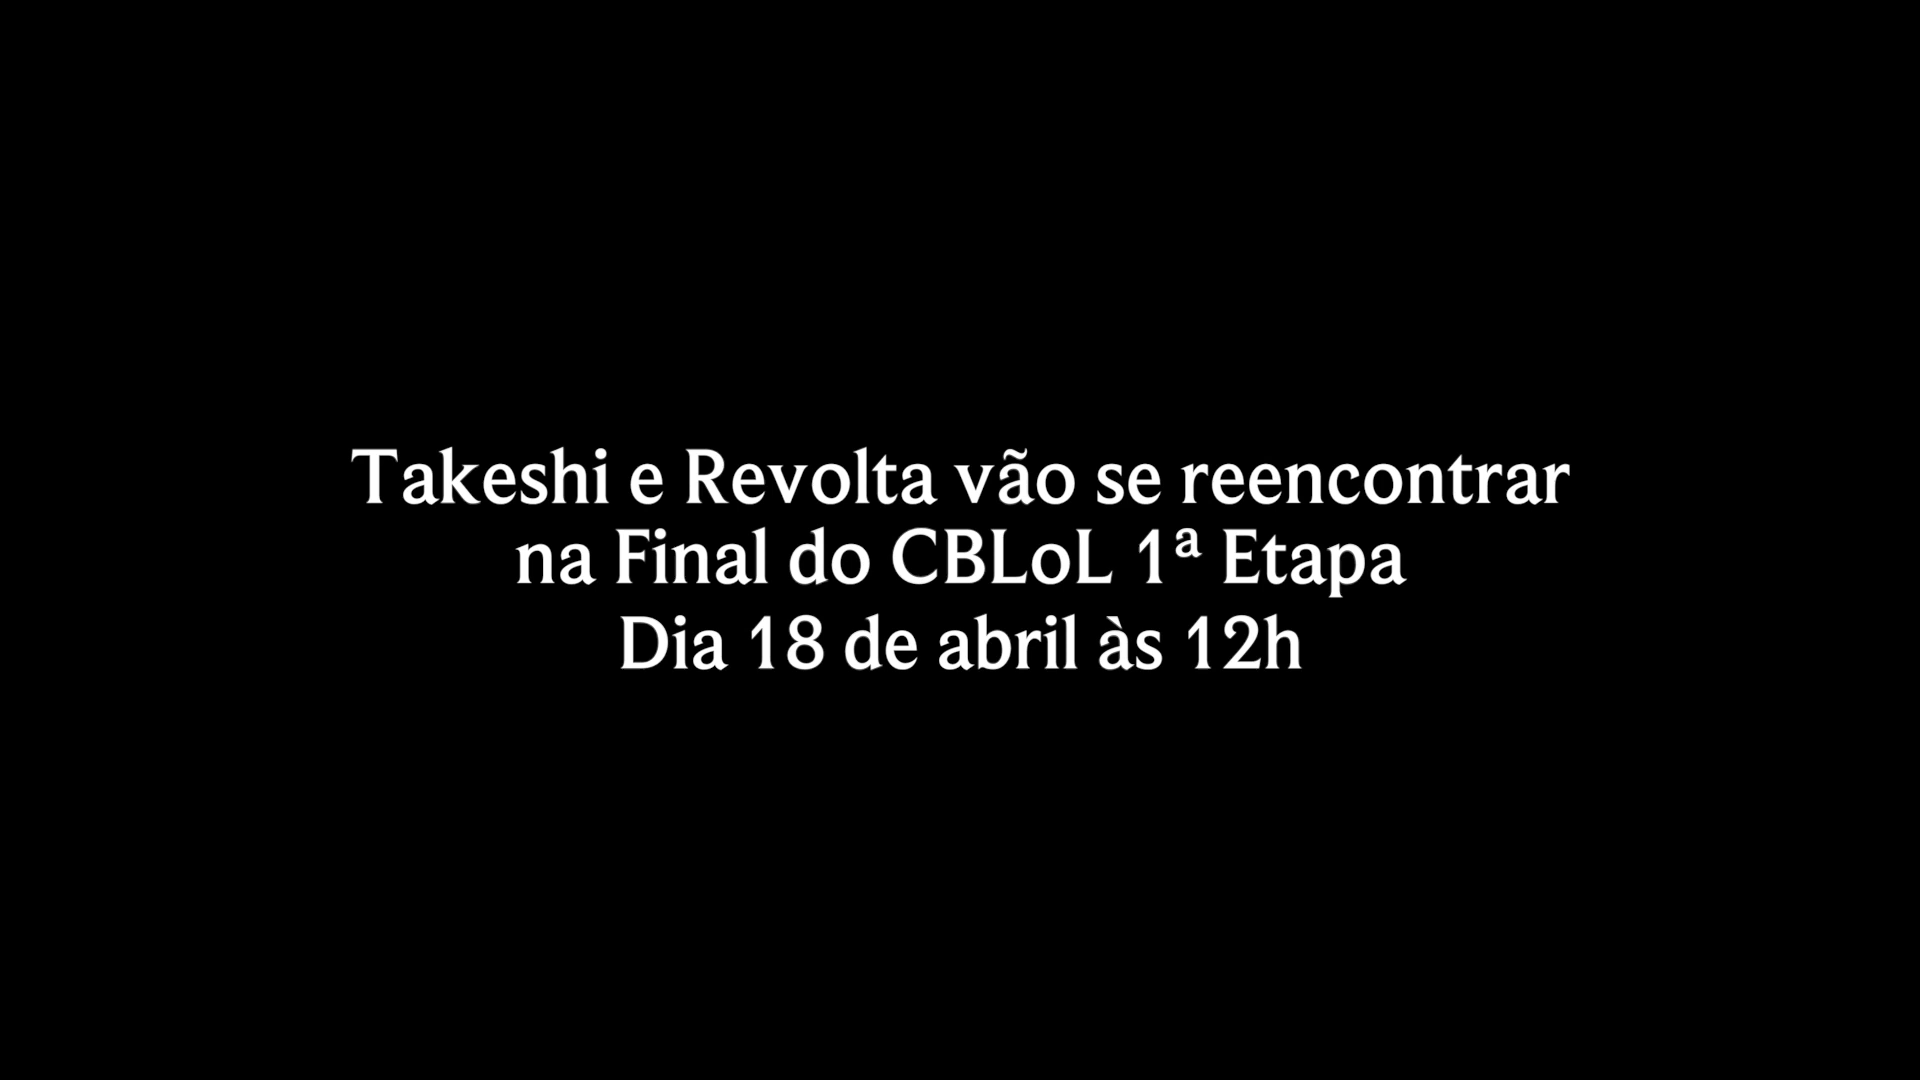 Takeshi e Revolta vão se reencontrar
na Final do CBLoL 1ª Etapa
Dia 18 de abril às 12h